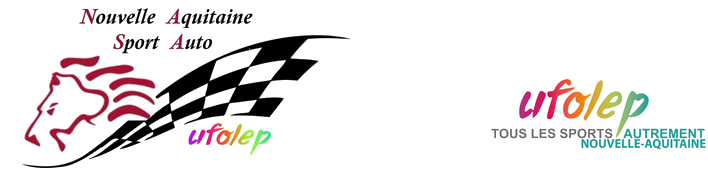 Nouvelle Aquitaine
Sport Auto
ufolep
ufolep
TOUS LES SPORTS AUTREMENT
NOUVELLE-AQUITAINE